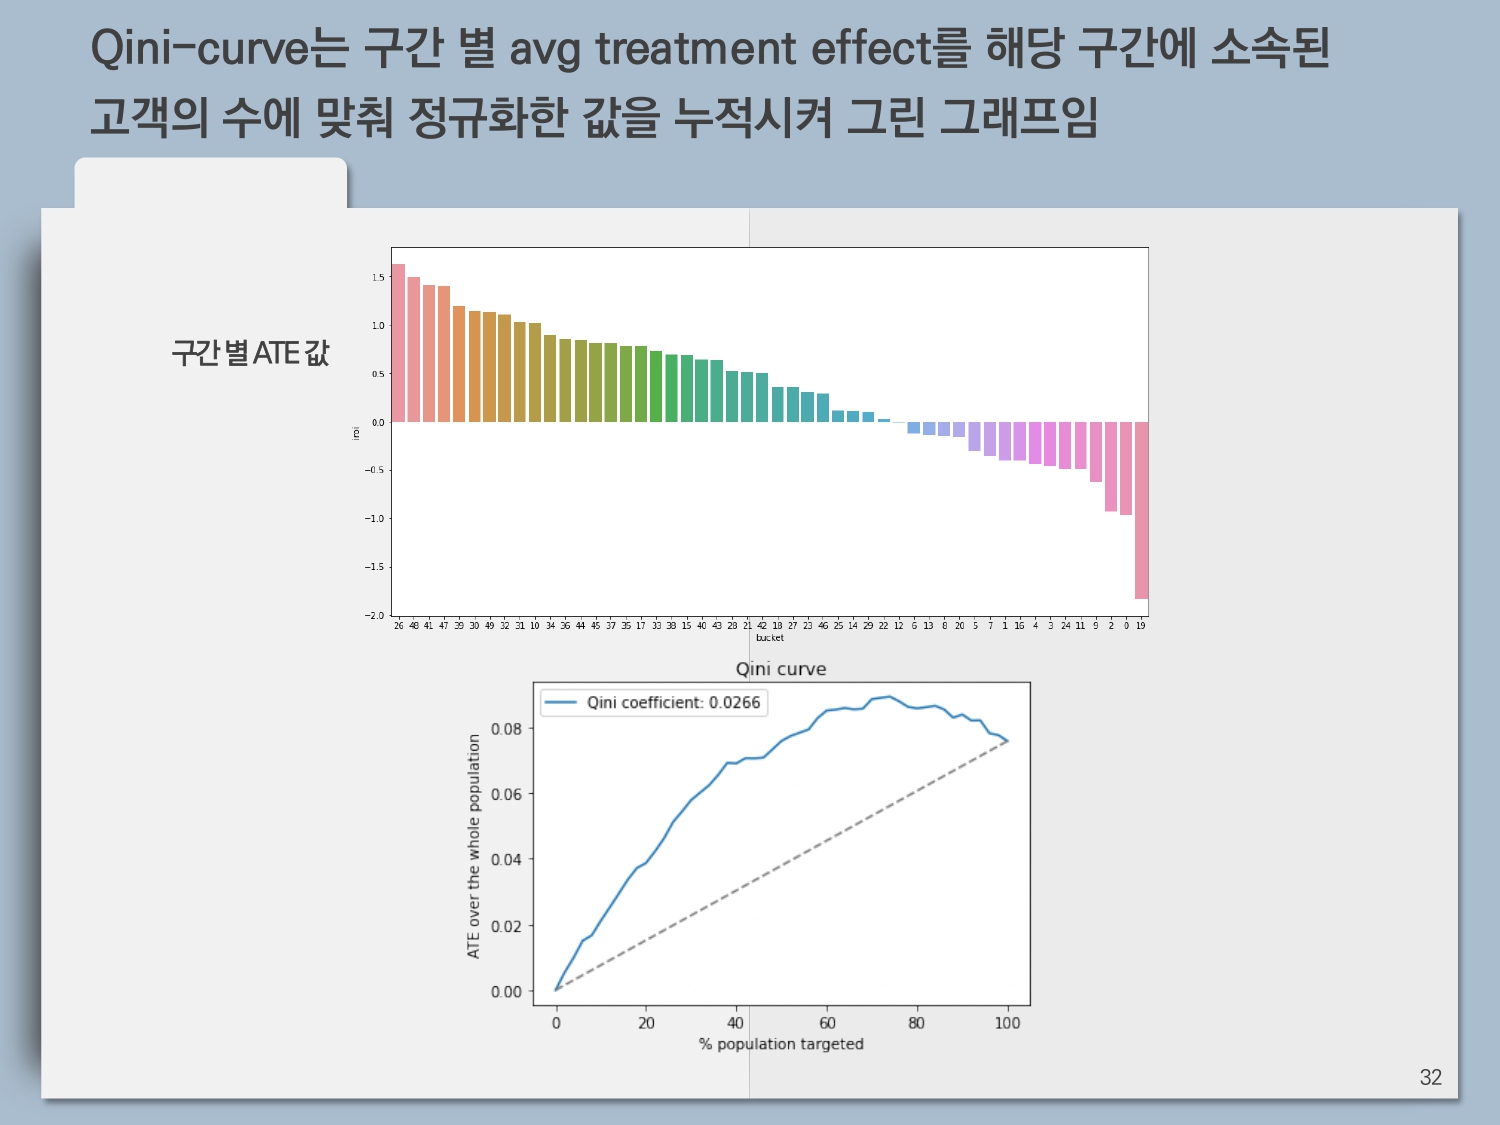 Qini-curve는 구간 별 avg treatment effect를 해당 구간에 소속된
고객의 수에 맞춰 정규화한 값을 누적시켜 그린 그래프임
구간 별 ATE 값
1.5
1.0
0.5
0.0
−0.5
−1.0
−1.5
−2.0
iroi
26 48 41 47 39 30 49 32 31 10 34 36 44 45 37 35 17 33 38 15 40 43 28 21 42 18 27 23 46 25 14 29 22 12 6 13 8 20 5 7 1 16 4 3 24 11 9 2 0 19
bucket
Qini curve
Qini coefficient: 0.0266
0.08
0.06
0.04
0.02
0.00
ATE over the whole population
0 20 40 60 80 100
% population targeted
32